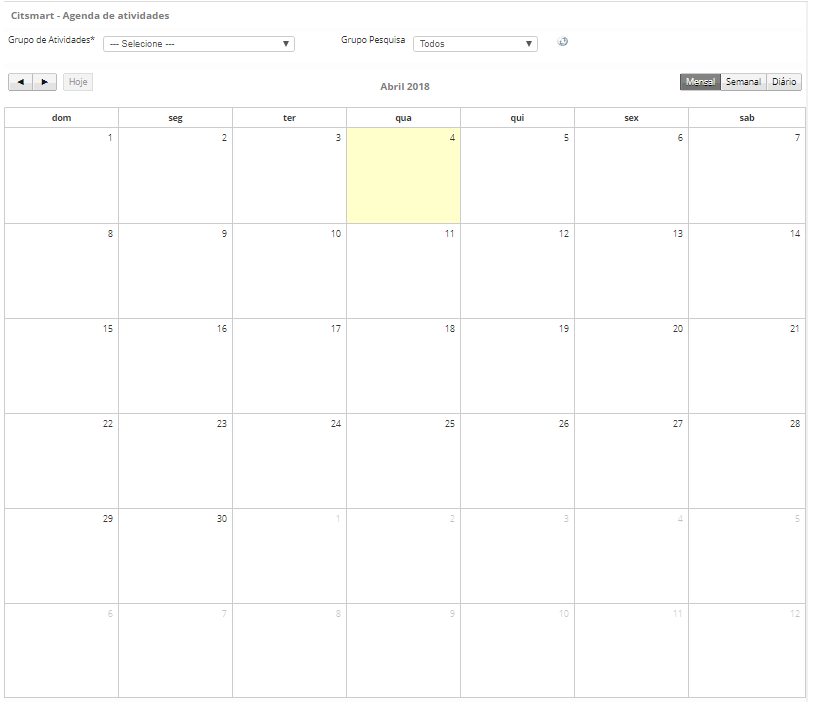 Citsmart - Agenda de atividades
Grupo de Atividades* --- Selecione --- Grupo Pesquisa Todos
Hoje Abril 2018 Mensal Semanal Diário
dom seg ter qua qui sex sab
1 2 3 4 5 6 7
8 9 10 11 12 13 14
15 16 17 18 19 20 21
22 23 24 25 26 27 28
29 30 1 2 3 4 5
6 7 8 9 10 11 12